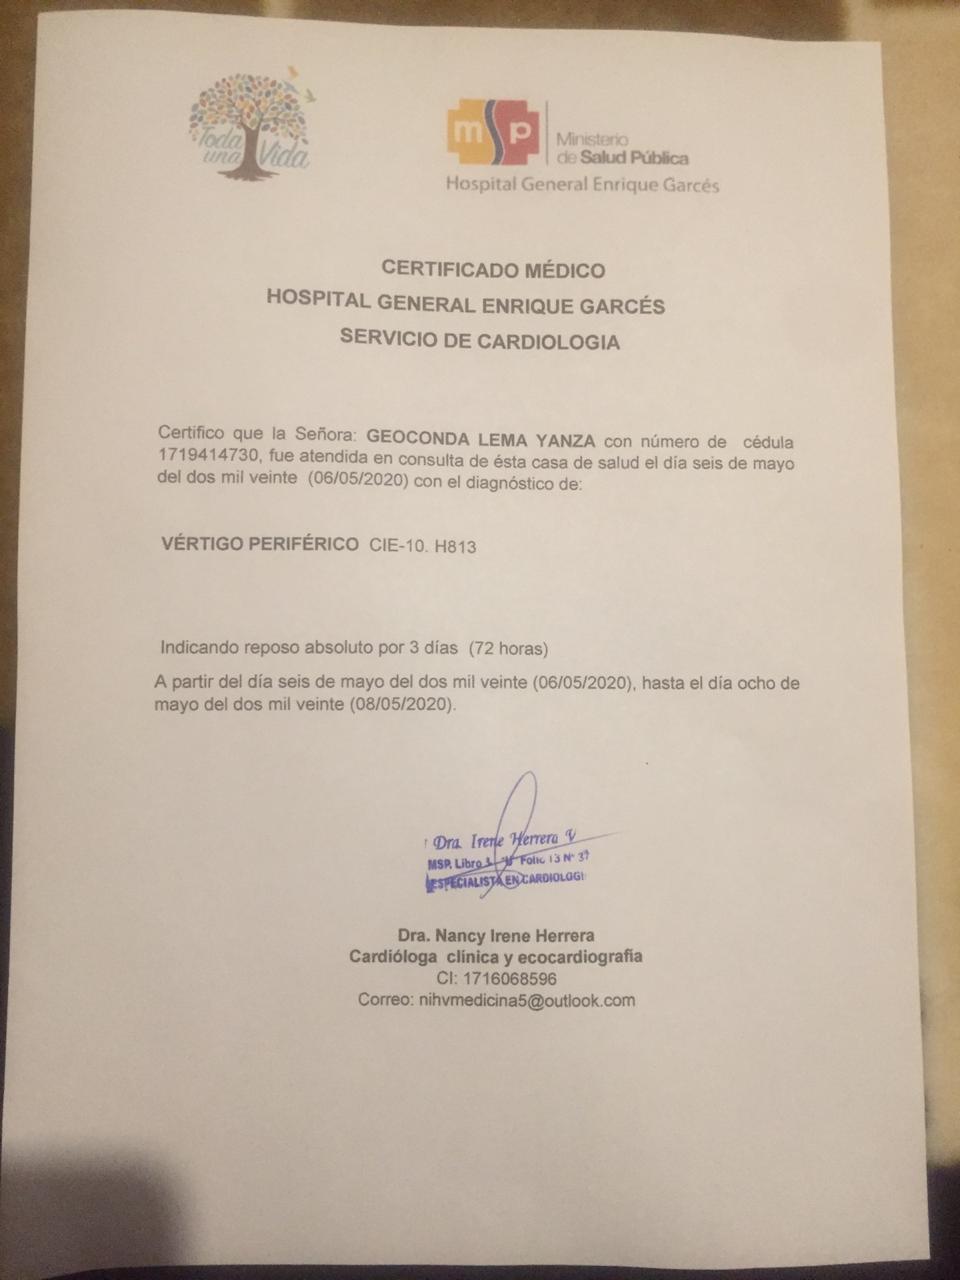 Toda
una Vida
msp
Ministerio
de Salud Pública
Hospital General Enrique Garcés
CERTIFICADO MÉDICO
HOSPITAL GENERAL ENRIQUE GARCÉS
SERVICIO DE CARDIOLOGIA
Certifico que la Señora: GEOCONDA LEMA YANZA con número de cédula
1719414730, fue atendida en consulta de ésta casa de salud el día seis de mayo
del dos mil veinte (06/05/2020) con el diagnóstico de:
VÉRTIGO PERIFÉRICO CIE-10. H813
Indicando reposo absoluto por 3 días (72 horas)
A partir del día seis de mayo del dos mil veinte (06/05/2020), hasta el día ocho de
mayo del dos mil veinte (08/05/2020).
Dra. Irene Herrera V
MSP. Libro Folio 13 N° 37
ESPECIALISTA EN CARDIOLOGI
Dra. Nancy Irene Herrera
Cardióloga clínica y ecocardiografía
CI: 1716068596
Correo: nihvmedicina5@outlook.com